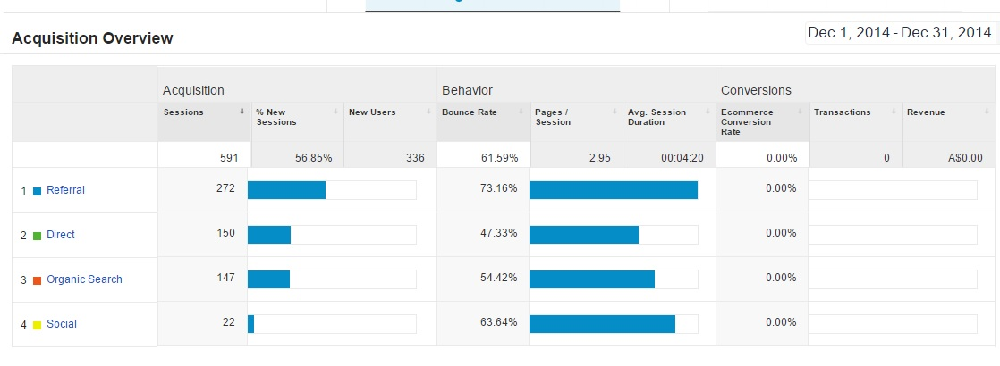 Acquisition Overview
Dec 1, 2014 - Dec 31, 2014
Acquisition Behavior Conversions
Sessions % New Sessions New Users Bounce Rate Pages / Session Avg. Session Duration Ecommerce Conversion Rate Transactions Revenue
591 56.85% 336 61.59% 2.95 00:04:20 0.00% 0 A$0.00
1 Referral 272 73.16% 0.00%
2 Direct 150 47.33% 0.00%
3 Organic Search 147 54.42% 0.00%
4 Social 22 63.64% 0.00%